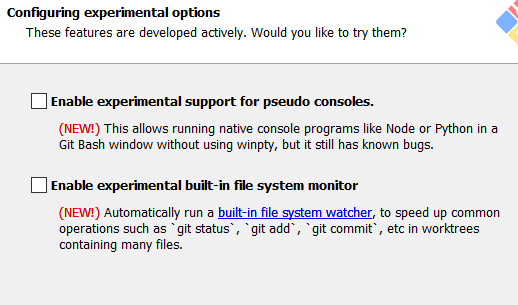 Configuring experimental options
These features are developed actively. Would you like to try them?
Enable experimental support for pseudo consoles.
(NEW!) This allows running native console programs like Node or Python in a
Git Bash window without using winpty, but it still has known bugs.
Enable experimental built-in file system monitor
(NEW!) Automatically run a built-in file system watcher, to speed up common
operations such as `git status`, `git add`, `git commit`, etc in worktrees
containing many files.